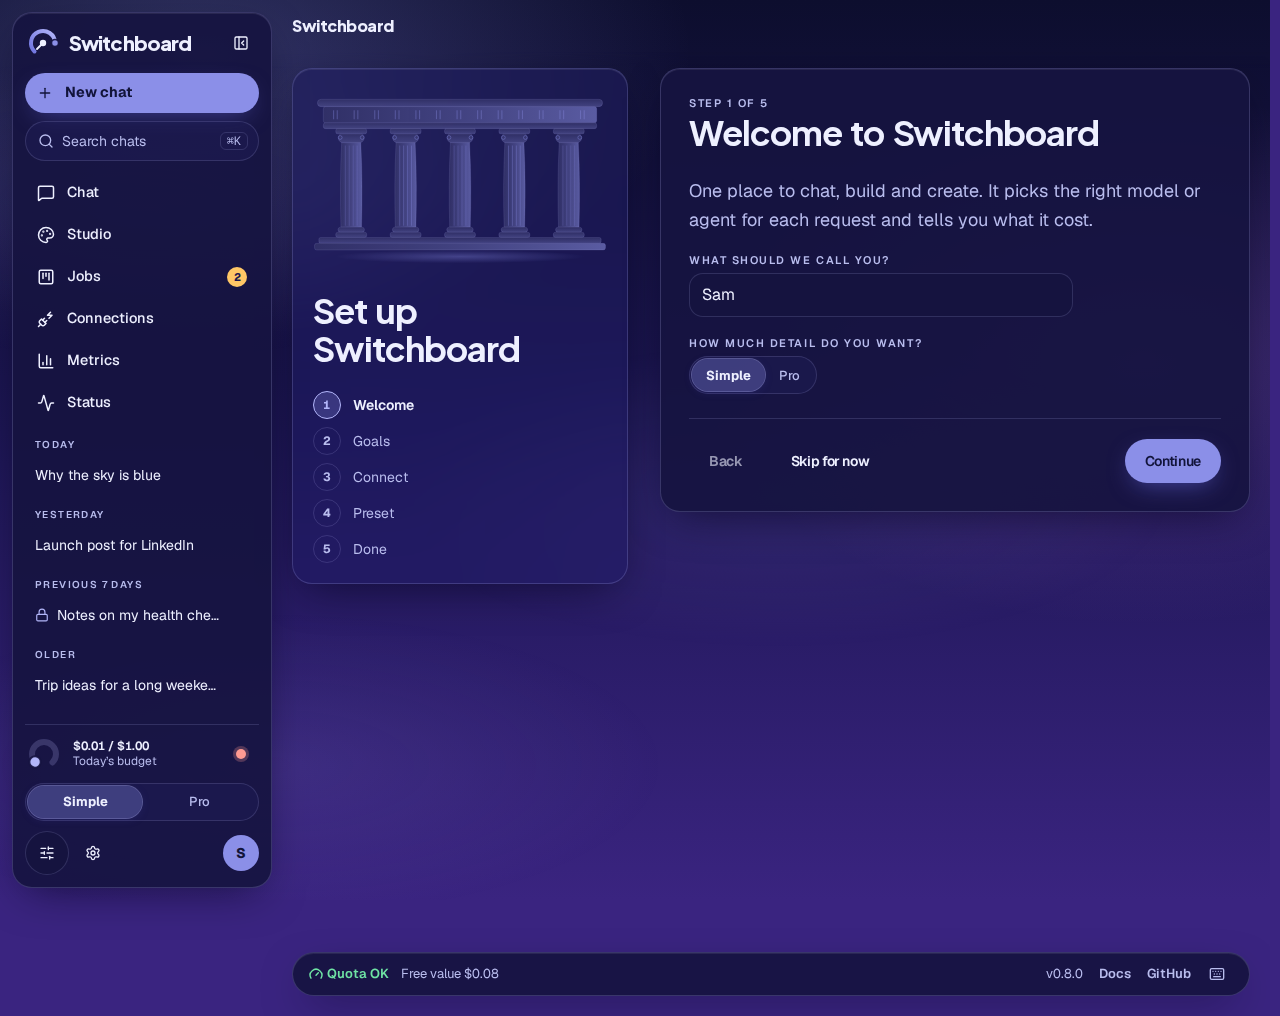 Switchboard
New chat
Search chats ⌘K
Chat
Studio
Jobs 2
Connections
Metrics
Status
TODAY
Why the sky is blue
YESTERDAY
Launch post for LinkedIn
PREVIOUS 7 DAYS
Notes on my health che...
OLDER
Trip ideas for a long weeke...
$0.01 / $1.00
Today's budget
Simple Pro
S
Switchboard
Set up
Switchboard
1 Welcome
2 Goals
3 Connect
4 Preset
5 Done
STEP 1 OF 5
Welcome to Switchboard
One place to chat, build and create. It picks the right model or
agent for each request and tells you what it cost.
WHAT SHOULD WE CALL YOU?
Sam
HOW MUCH DETAIL DO YOU WANT?
Simple Pro
Back Skip for now Continue
Quota OK Free value $0.08 v0.8.0 Docs GitHub